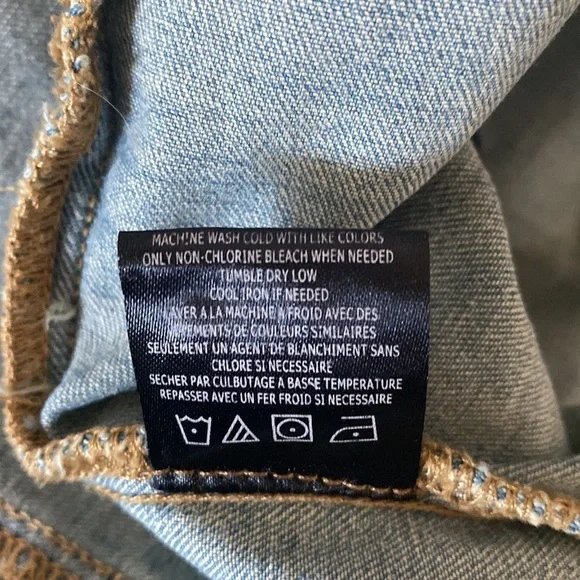 MACHINE WASH COLD WITH LIKE COLORS
ONLY NON-CHLORINE BLEACH WHEN NEEDED
TUMBLE DRY LOW
COOL IRON IF NEEDED
LAVER A LA MACHINE A FROID AVEC DES
VETEMENTS DE COULEURS SIMILAIRES
SEULEMENT UN AGENT DE BLANCHIMENT SANS
CHLORE SI NECESSAIRE
SECHER PAR CULBUTAGE A BASSE TEMPERATURE
REPASSER AVEC UN FER FROID SI NECESSAIRE